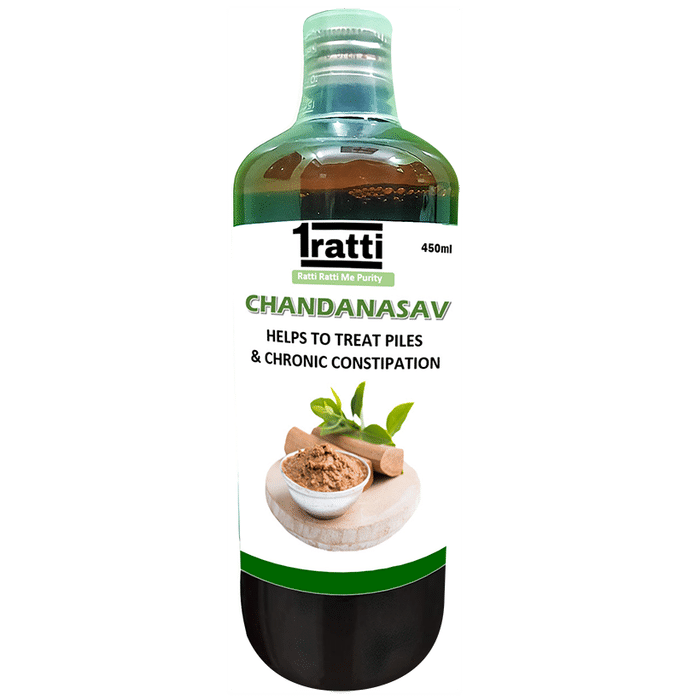 1ratti
450ml
Ratti Ratti Me Purity
CHANDANASAV
HELPS TO TREAT PILES
& CHRONIC CONSTIPATION